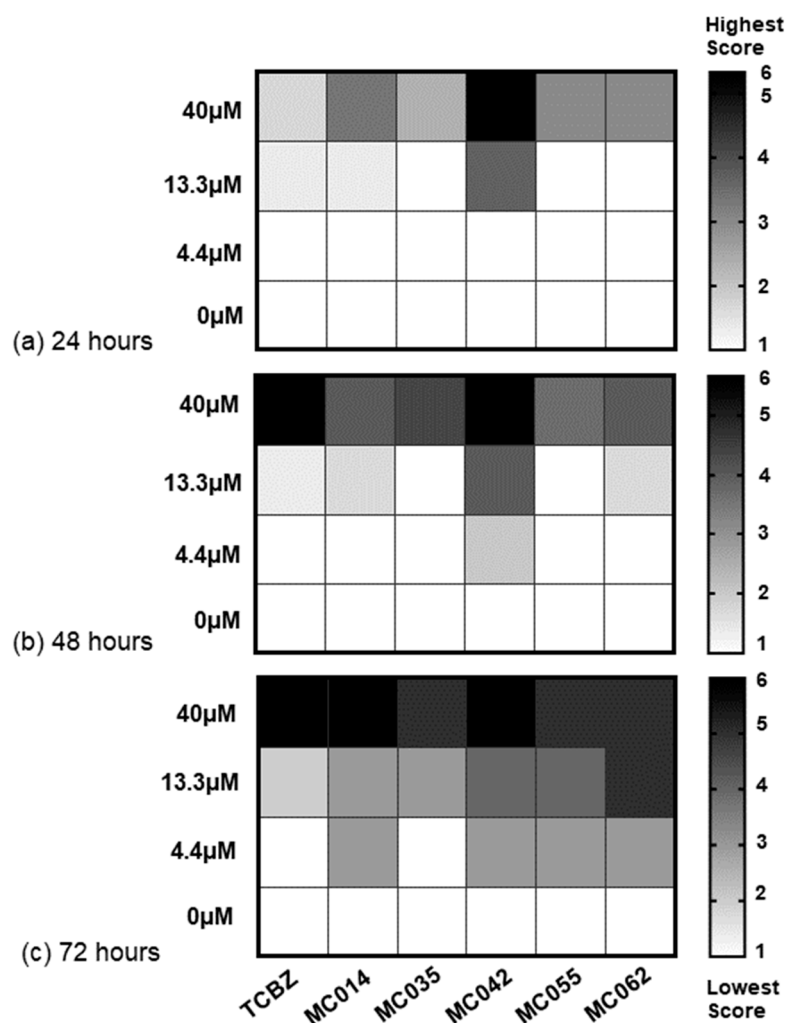 Highest
Score
40µM
13.3µM
4.4µM
0µM
(a) 24 hours
6
5
4
3
2
1
40µM
13.3µM
4.4µM
0µM
(b) 48 hours
6
5
4
3
2
1
40µM
13.3µM
4.4µM
0µM
(c) 72 hours
6
5
4
3
2
1
TCBZ
MC014
MC035
MC042
MC055
MC062
Lowest
Score